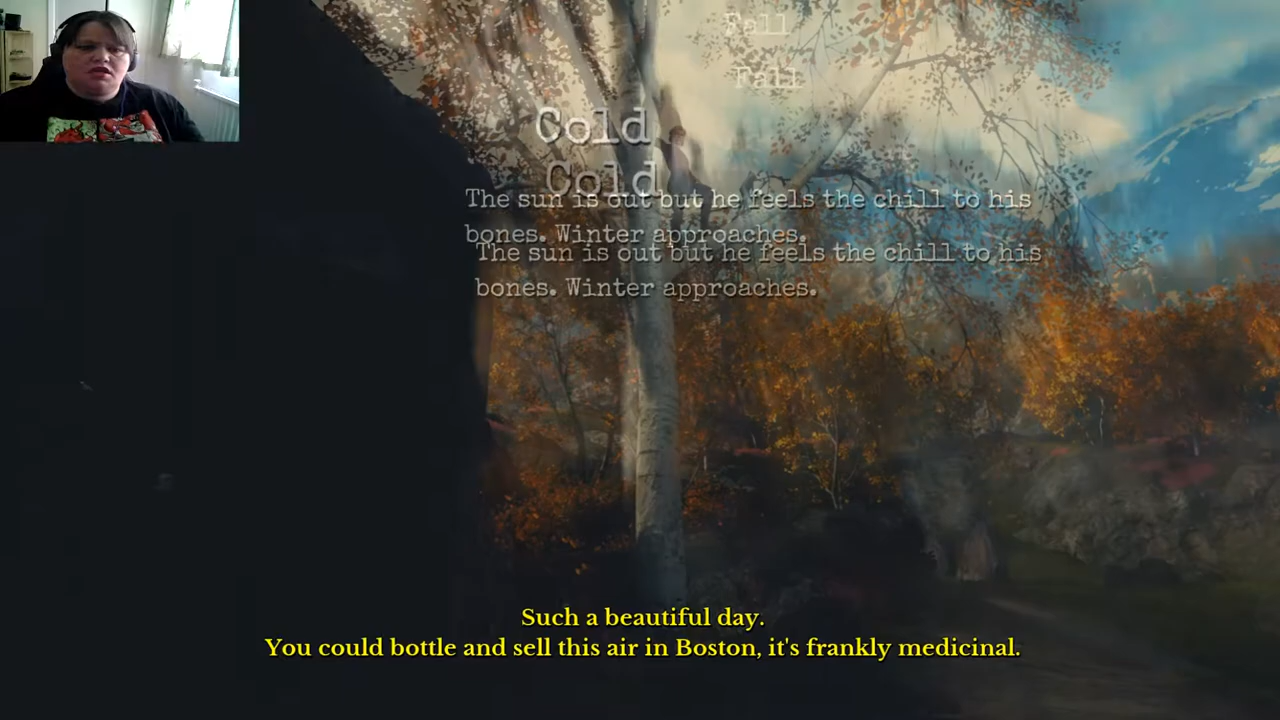 Fall
Fall
Cold
Cold
The sun is out but he feels the chill to his
bones. Winter approaches.
The sun is out but he feels the chill to his
bones. Winter approaches.
Such a beautiful day.
You could bottle and sell this air in Boston, it's frankly medicinal.